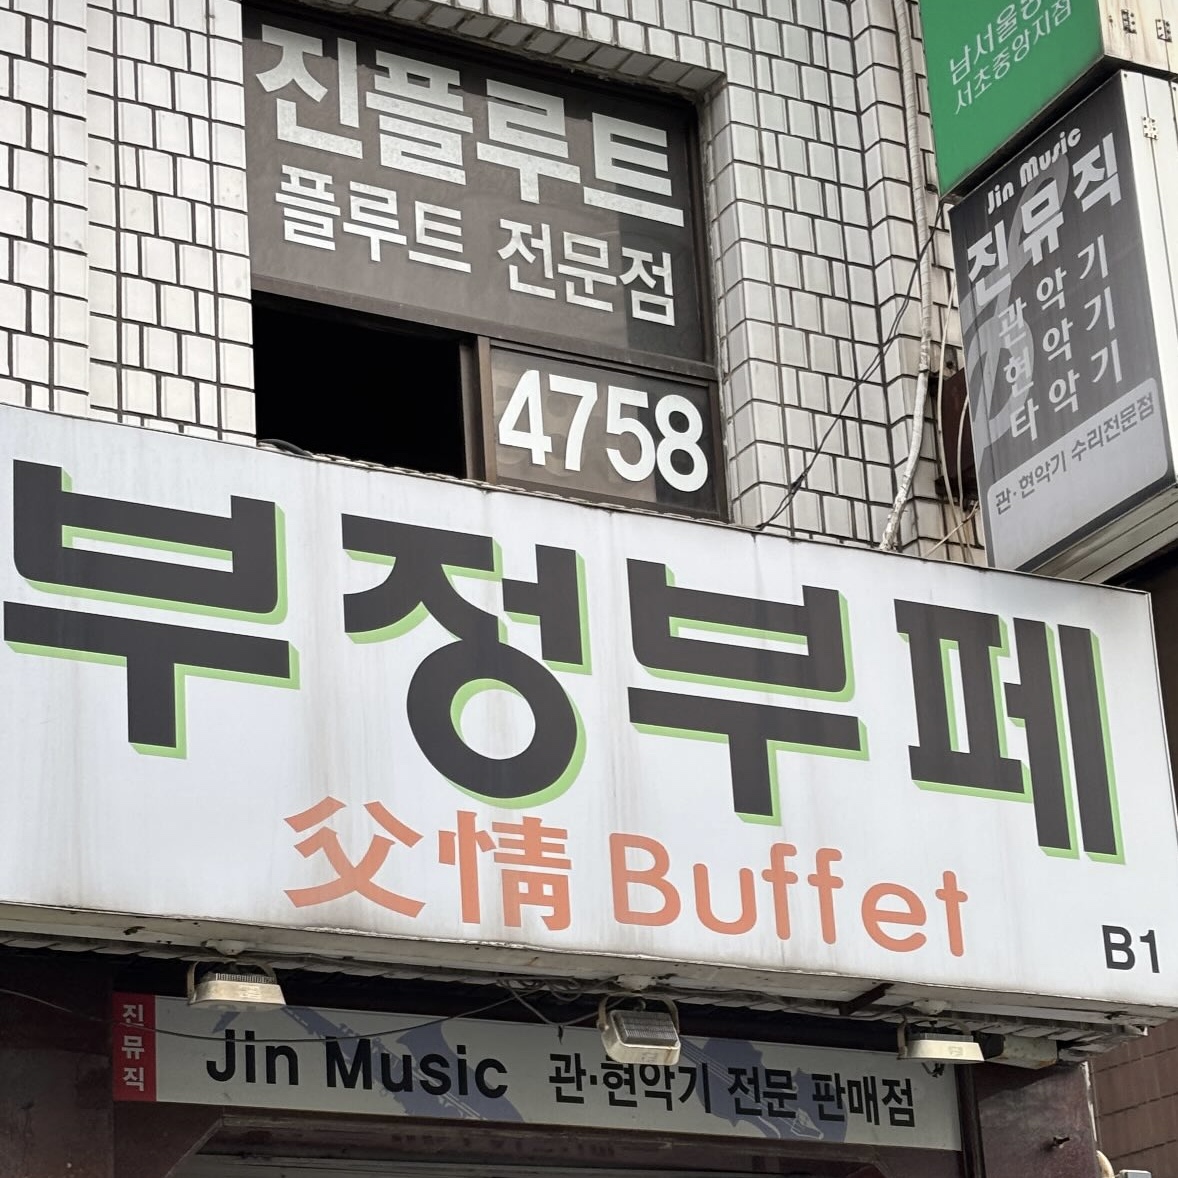 진플루트
플루트 전문점
4758
남서울농
서초중앙지점
Jin Music
진뮤직
관악기
현악기
타악기
관·현악기 수리전문점
부정부페
父情 Buffet
B1
진뮤직
Jin Music 관·현악기 전문 판매점